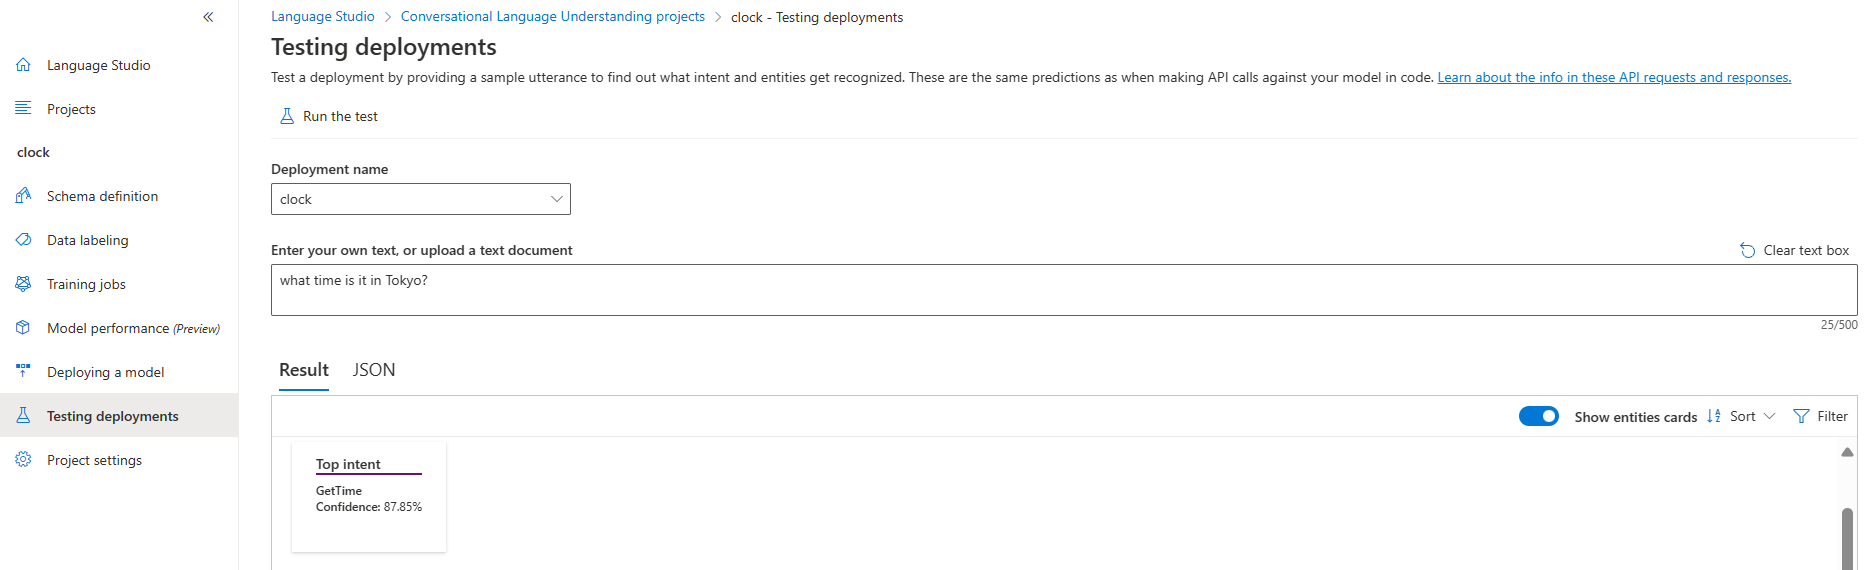 Language Studio > Conversational Language Understanding projects > clock - Testing deployments
Testing deployments
Test a deployment by providing a sample utterance to find out what intent and entities get recognized. These are the same predictions as when making API calls against your model in code. Learn about the info in these API requests and responses.
Run the test
Language Studio
Projects
clock
Schema definition
Data labeling
Training jobs
Model performance (Preview)
Deploying a model
Testing deployments
Project settings
Deployment name
clock
Enter your own text, or upload a text document
Clear text box
what time is it in Tokyo?
25/500
Result JSON
Show entities cards Sort Filter
Top intent
GetTime
Confidence: 87.85%